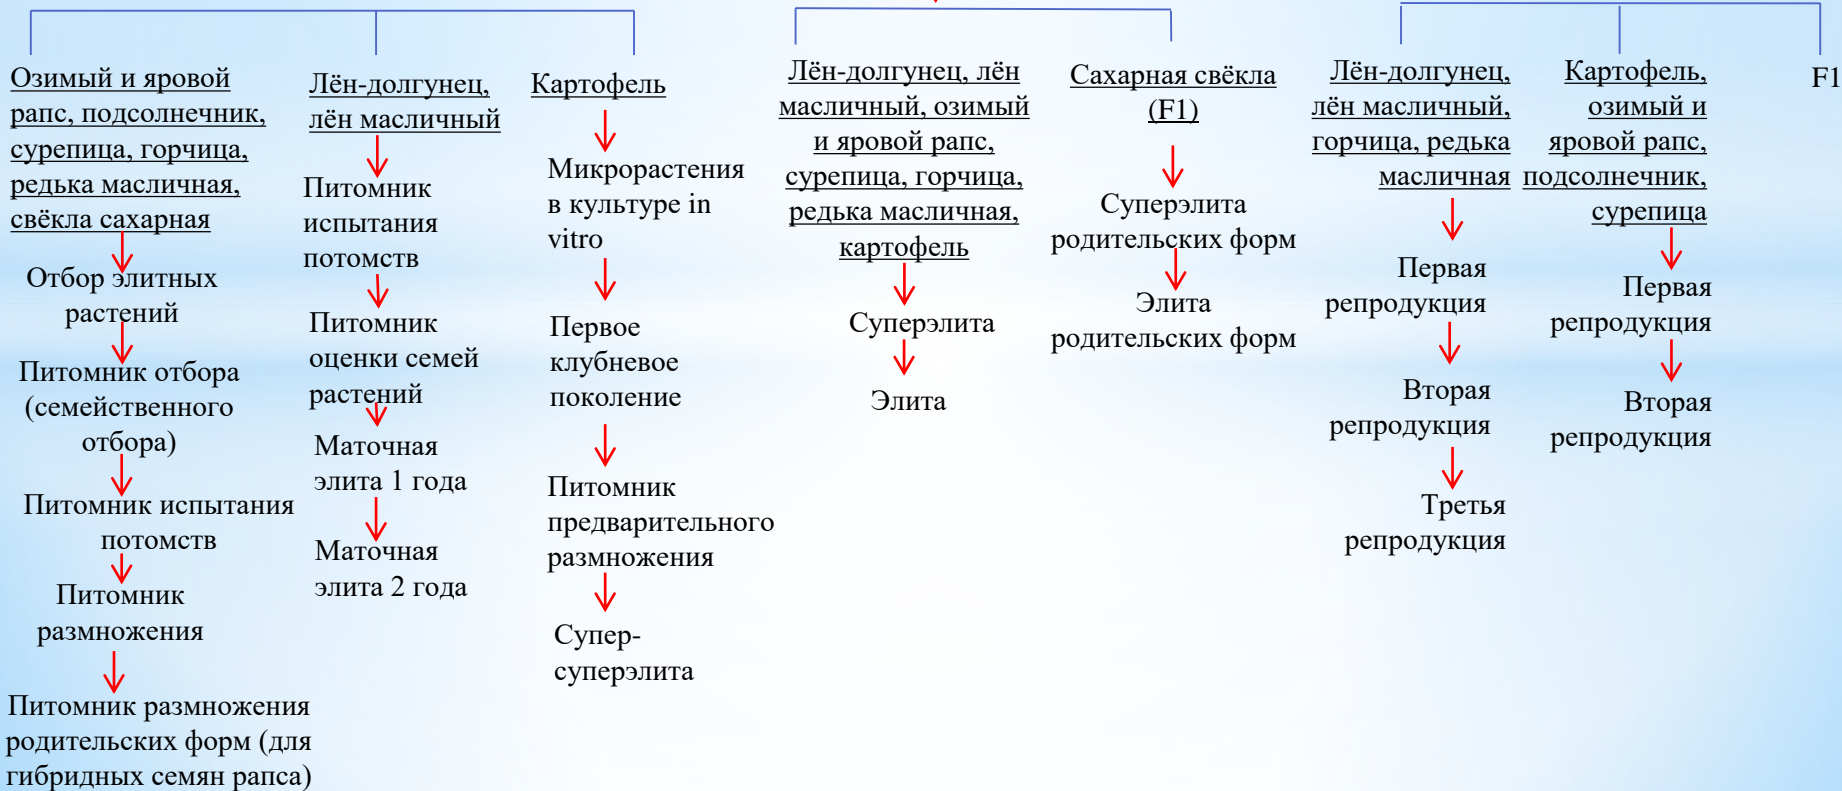 Озимый и яровой
рапс, подсолнечник,
сурепица, горчица,
редька масличная,
свёкла сахарная
Отбор элитных
растений
Питомник отбора
(семейственного
отбора)
Питомник испытания
потомств
Питомник
размножения
Питомник размножения
родительских форм (для
гибридных семян рапса)
Лён-долгунец,
лён масличный
Питомник
испытания
потомств
Питомник
оценки семей
растений
Маточная
элита 1 года
Маточная
элита 2 года
Картофель
Микрорастения
в культуре in
vitro
Первое
клубневое
поколение
Питомник
предварительного
размножения
Супер-
суперэлита
Лён-долгунец, лён
масличный, озимый
и яровой рапс,
сурепица, горчица,
редька масличная,
картофель
Суперэлита
Элита
Сахарная свёкла
(F1)
Суперэлита
родительских форм
Элита
родительских форм
Лён-долгунец,
лён масличный,
горчица, редька
масличная
Первая
репродукция
Вторая
репродукция
Третья
репродукция
Картофель,
озимый и
яровой рапс,
подсолнечник,
сурепица
Первая
репродукция
Вторая
репродукция
F1